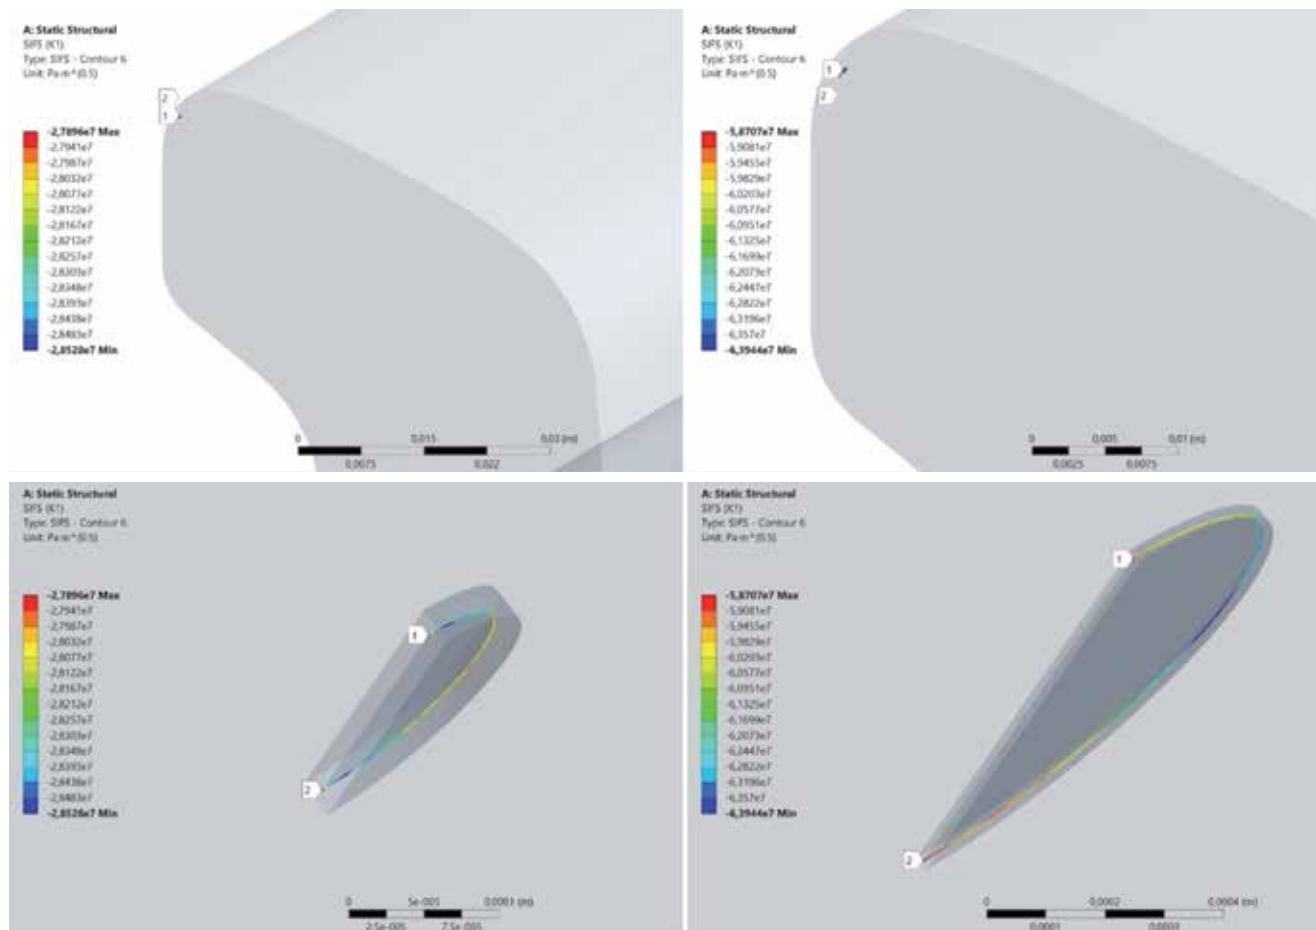 A: Static Structural
SIFS (K1)
Type: SIFS - Contour 6
Unit: Pa·m^(0.5)
-2,7896e7 Max
-2,7941e7
-2,7987e7
-2,8032e7
-2,8077e7
-2,8122e7
-2,8167e7
-2,8212e7
-2,8257e7
-2,8303e7
-2,8348e7
-2,8393e7
-2,8438e7
-2,8483e7
-2,8528e7 Min
2
1
0
0,015
0,03 (m)
0,0075
0,022
A: Static Structural
SIFS (K1)
Type: SIFS - Contour 6
Unit: Pa·m^(0.5)
-5,8707e7 Max
-5,9081e7
-5,9455e7
-5,9829e7
-6,0203e7
-6,0577e7
-6,0951e7
-6,1325e7
-6,1699e7
-6,2073e7
-6,2447e7
-6,2822e7
-6,3196e7
-6,357e7
-6,3944e7 Min
1
2
0
0,005
0,01 (m)
0,0025
0,0075
A: Static Structural
SIFS (K1)
Type: SIFS - Contour 6
Unit: Pa·m^(0.5)
-2,7896e7 Max
-2,7941e7
-2,7987e7
-2,8032e7
-2,8077e7
-2,8122e7
-2,8167e7
-2,8212e7
-2,8257e7
-2,8303e7
-2,8348e7
-2,8393e7
-2,8438e7
-2,8483e7
-2,8528e7 Min
1
2
0
5e-005
0,0001 (m)
2,5e-005
7,5e-005
A: Static Structural
SIFS (K1)
Type: SIFS - Contour 6
Unit: Pa·m^(0.5)
-5,8707e7 Max
-5,9081e7
-5,9455e7
-5,9829e7
-6,0203e7
-6,0577e7
-6,0951e7
-6,1325e7
-6,1699e7
-6,2073e7
-6,2447e7
-6,2822e7
-6,3196e7
-6,357e7
-6,3944e7 Min
1
2
0
0,0002
0,0004 (m)
0,0001
0,0003